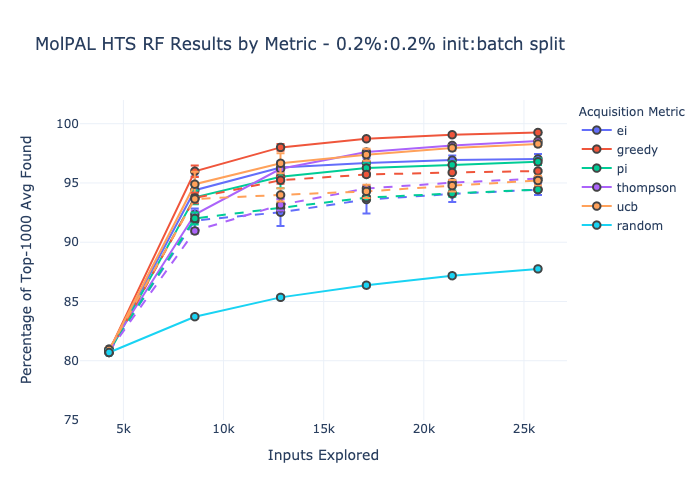 MolPAL HTS RF Results by Metric - 0.2%:0.2% init:batch split
Acquisition Metric
ei
greedy
pi
thompson
ucb
random
Percentage of Top-1000 Avg Found
100
95
90
85
80
75
5k
10k
15k
20k
25k
Inputs Explored